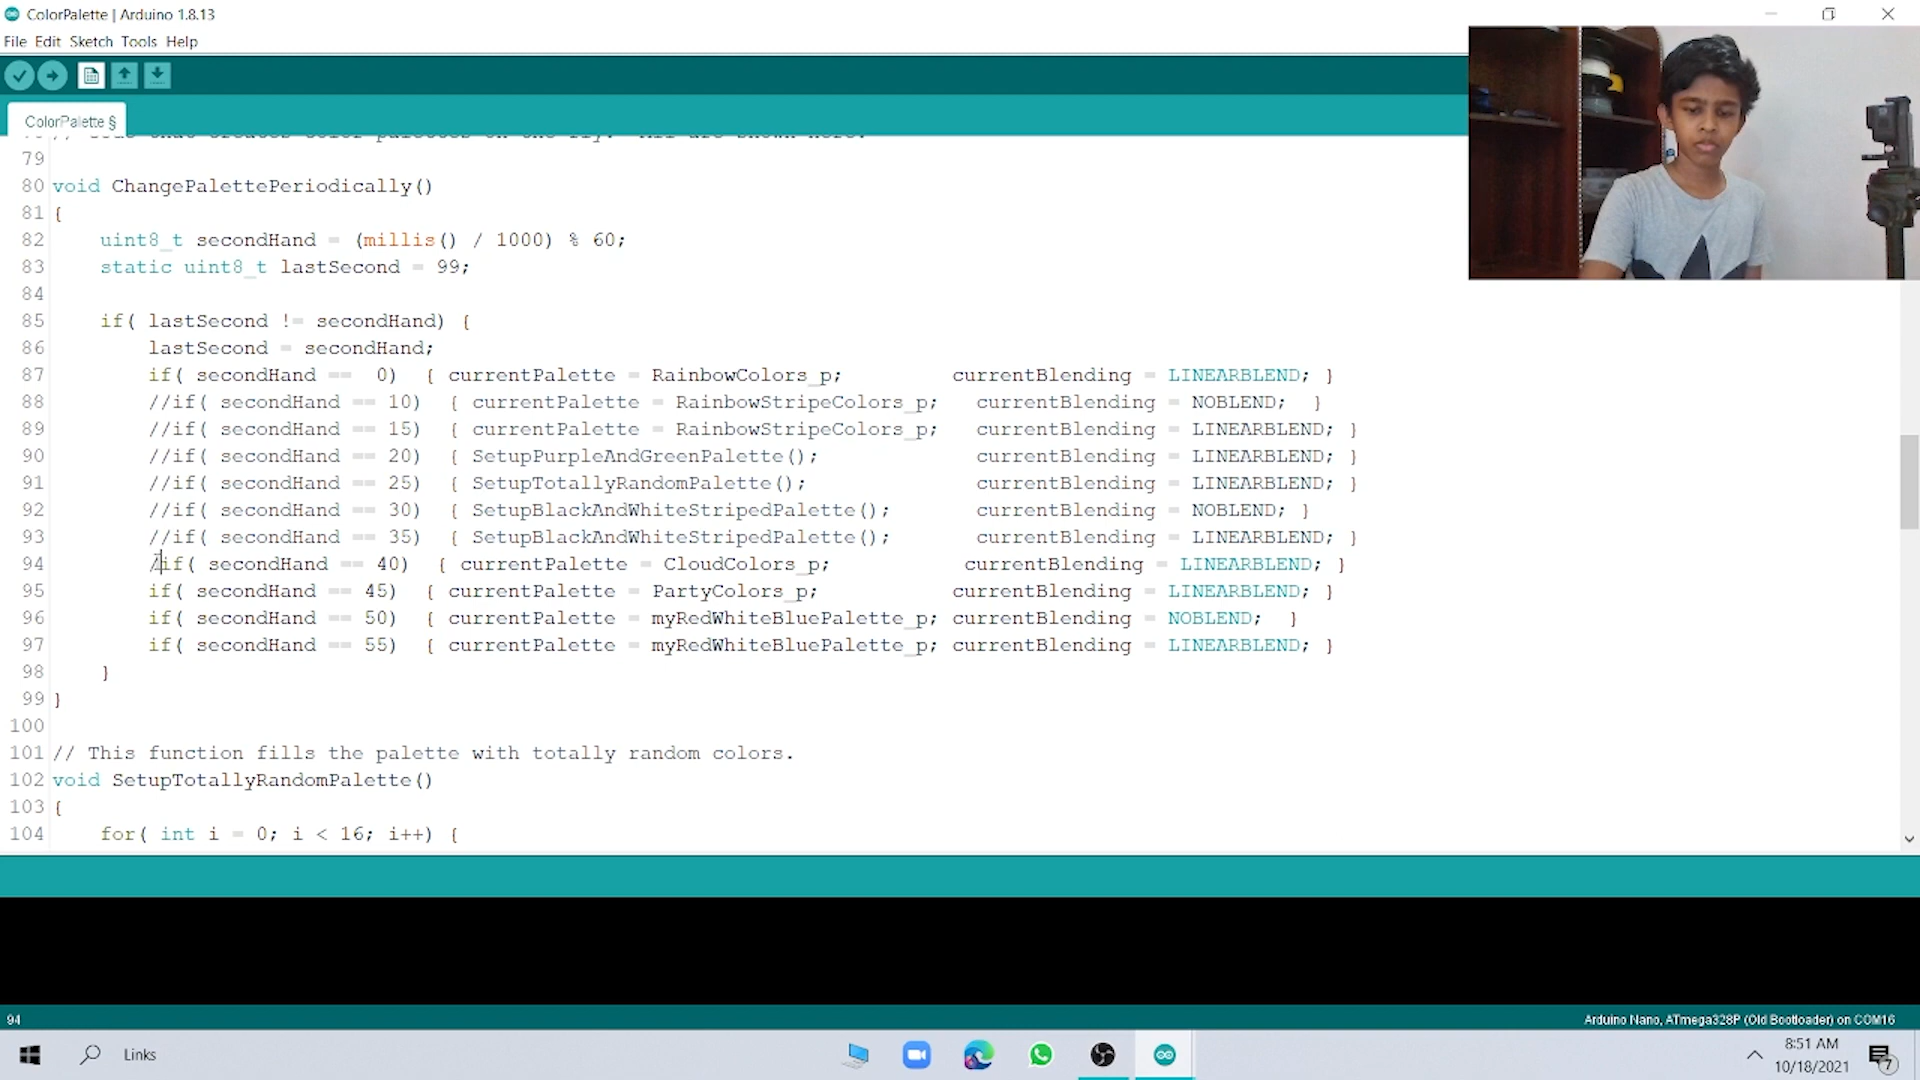 ColorPalette | Arduino 1.8.13
File Edit Sketch Tools Help
ColorPalette §
79
80 void ChangePalettePeriodically()
81 {
82 uint8_t secondHand = (millis() / 1000) % 60;
83 static uint8_t lastSecond = 99;
84
85 if( lastSecond != secondHand) {
86 lastSecond = secondHand;
87 if( secondHand == 0) { currentPalette = RainbowColors_p; currentBlending = LINEARBLEND; }
88 //if( secondHand == 10) { currentPalette = RainbowStripeColors_p; currentBlending = NOBLEND; }
89 //if( secondHand == 15) { currentPalette = RainbowStripeColors_p; currentBlending = LINEARBLEND; }
90 //if( secondHand == 20) { SetupPurpleAndGreenPalette(); currentBlending = LINEARBLEND; }
91 //if( secondHand == 25) { SetupTotallyRandomPalette(); currentBlending = LINEARBLEND; }
92 //if( secondHand == 30) { SetupBlackAndWhiteStripedPalette(); currentBlending = NOBLEND; }
93 //if( secondHand == 35) { SetupBlackAndWhiteStripedPalette(); currentBlending = LINEARBLEND; }
94 /if( secondHand == 40) { currentPalette = CloudColors_p; currentBlending = LINEARBLEND; }
95 if( secondHand == 45) { currentPalette = PartyColors_p; currentBlending = LINEARBLEND; }
96 if( secondHand == 50) { currentPalette = myRedWhiteBluePalette_p; currentBlending = NOBLEND; }
97 if( secondHand == 55) { currentPalette = myRedWhiteBluePalette_p; currentBlending = LINEARBLEND; }
98 }
99 }
100
101 // This function fills the palette with totally random colors.
102 void SetupTotallyRandomPalette()
103 {
104 for( int i = 0; i < 16; i++) {
94
Arduino Nano, ATmega328P (Old Bootloader) on COM16
Links
8:51 AM
10/18/2021
7